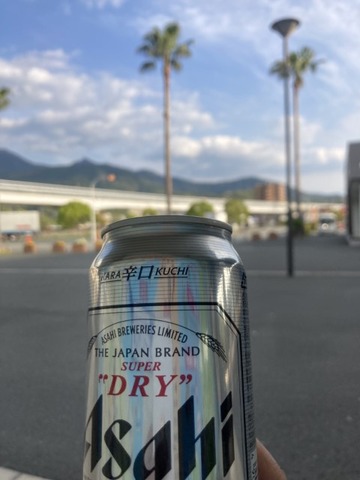 KARA 辛口 KUCHI
ASAHI BREWERIES LIMITED
THE JAPAN BRAND
SUPER
"DRY"
Asahi